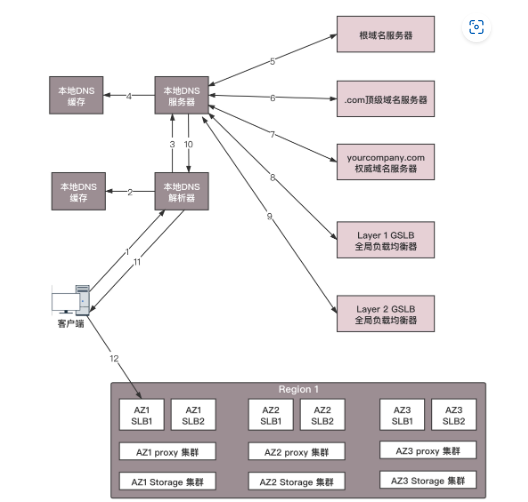 根域名服务器
5
本地DNS
缓存
4
本地DNS
服务器
6
.com顶级域名服务器
7
3
10
yourcompany.com
权威域名服务器
8
本地DNS
缓存
2
本地DNS
解析器
9
Layer 1 GSLB
全局负载均衡器
1
11
Layer 2 GSLB
全局负载均衡器
客户端
12
Region 1
AZ1
SLB1
AZ1
SLB2
AZ2
SLB1
AZ2
SLB2
AZ3
SLB1
AZ3
SLB2
AZ1 proxy 集群
AZ2 proxy 集群
AZ3 proxy 集群
AZ1 Storage 集群
AZ2 Storage 集群
AZ3 Storage 集群